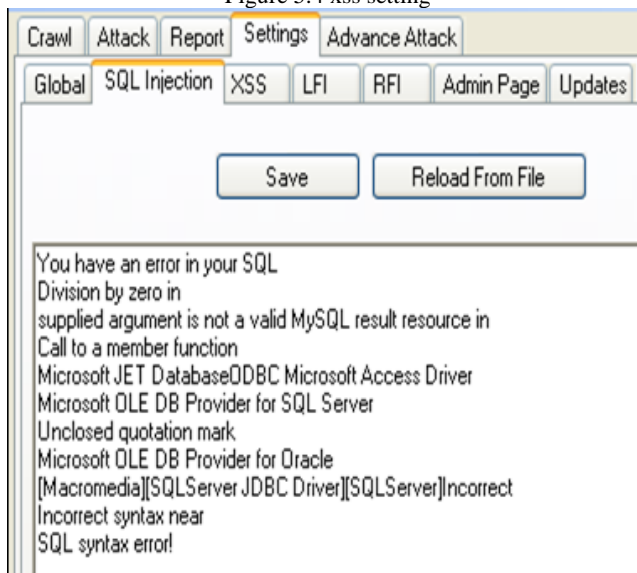 Figure 3.4 xss setting
Crawl Attack Report Settings Advance Attack
Global SQL Injection XSS LFI RFI Admin Page Updates
Save Reload From File
You have an error in your SQL
Division by zero in
supplied argument is not a valid MySQL result resource in
Call to a member function
Microsoft JET DatabaseODBC Microsoft Access Driver
Microsoft OLE DB Provider for SQL Server
Unclosed quotation mark
Microsoft OLE DB Provider for Oracle
[Macromedia][SQLServer JDBC Driver][SQLServer]Incorrect
Incorrect syntax near
SQL syntax error!